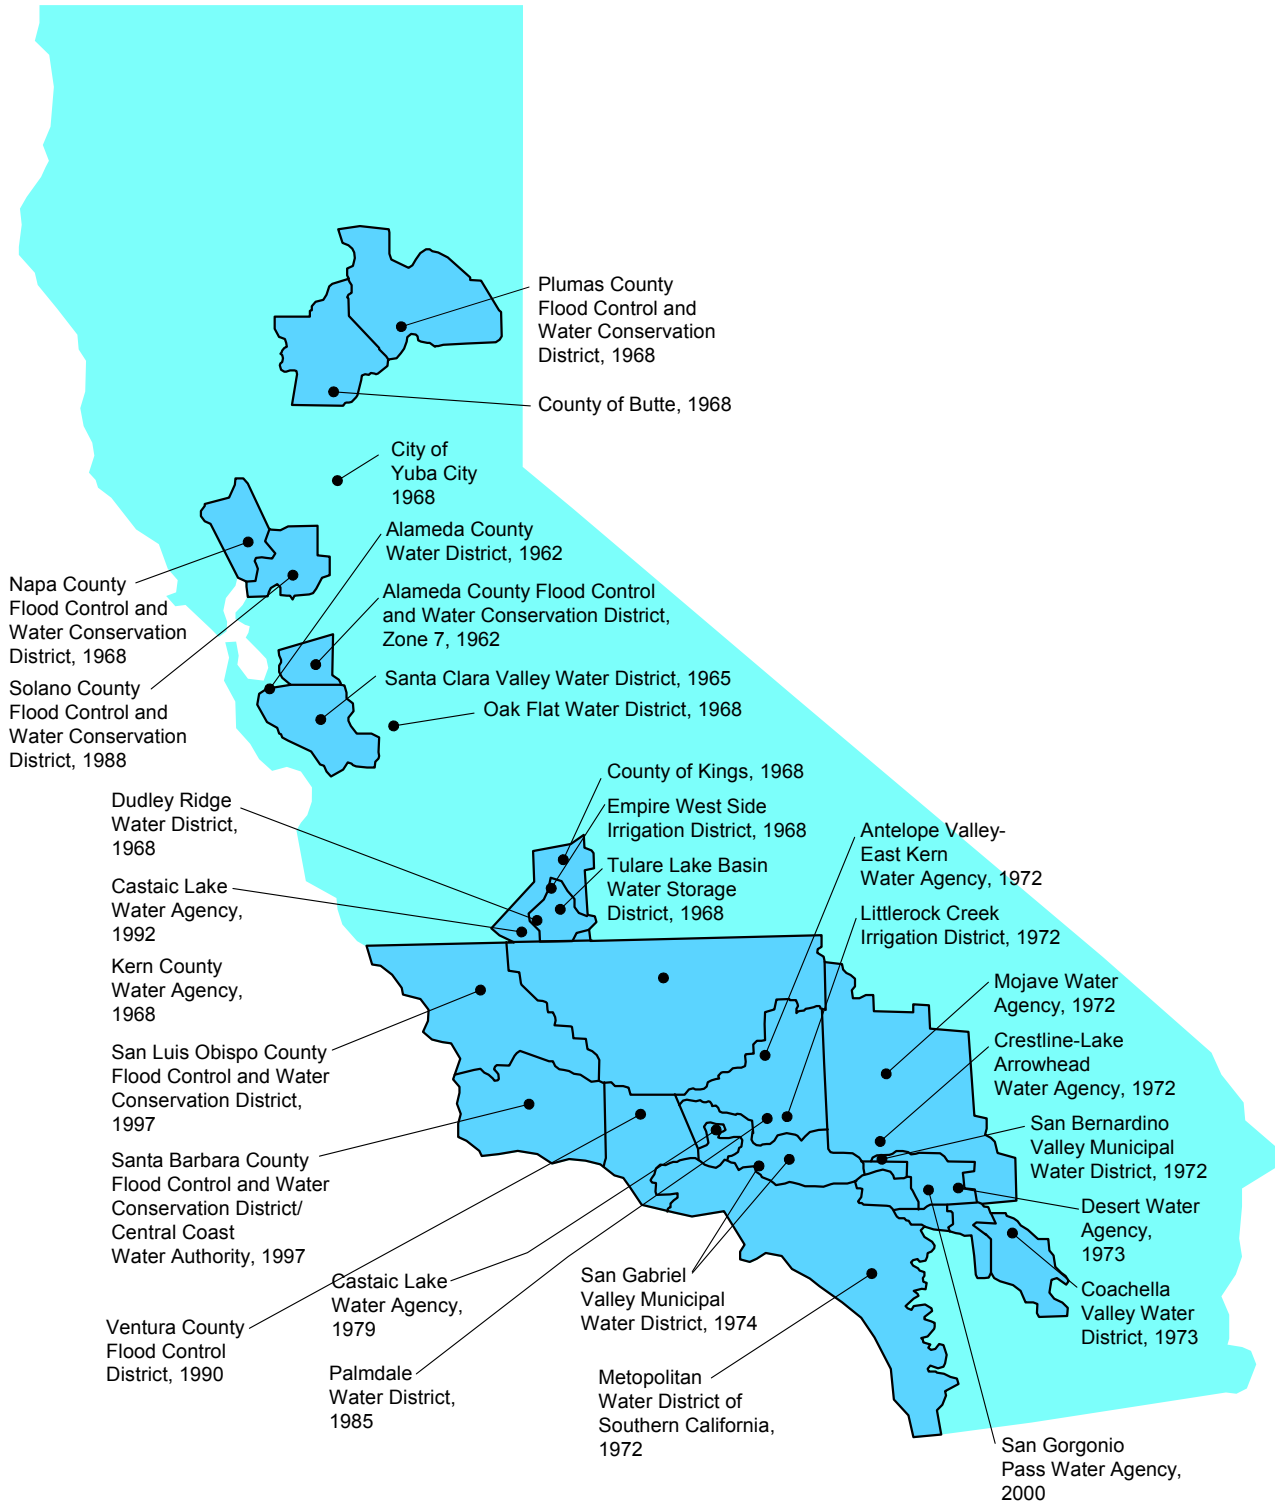 Plumas County
Flood Control and
Water Conservation
District, 1968
County of Butte, 1968
City of
Yuba City
1968
Alameda County
Water District, 1962
Napa County
Flood Control and
Water Conservation
District, 1968
Alameda County Flood Control
and Water Conservation District,
Zone 7, 1962
Solano County
Flood Control and
Water Conservation
District, 1988
Santa Clara Valley Water District, 1965
Oak Flat Water District, 1968
County of Kings, 1968
Dudley Ridge
Water District,
1968
Empire West Side
Irrigation District, 1968
Antelope Valley-
East Kern
Water Agency, 1972
Tulare Lake Basin
Water Storage
District, 1968
Castaic Lake
Water Agency,
1992
Littlerock Creek
Irrigation District, 1972
Kern County
Water Agency,
1968
Mojave Water
Agency, 1972
San Luis Obispo County
Flood Control and Water
Conservation District,
1997
Crestline-Lake
Arrowhead
Water Agency, 1972
San Bernardino
Valley Municipal
Water District, 1972
Santa Barbara County
Flood Control and Water
Conservation District/
Central Coast
Water Authority, 1997
Desert Water
Agency,
1973
Castaic Lake
Water Agency,
1979
San Gabriel
Valley Municipal
Water District, 1974
Coachella
Valley Water
District, 1973
Ventura County
Flood Control
District, 1990
Palmdale
Water District,
1985
Metopolitan
Water District of
Southern California,
1972
San Gorgonio
Pass Water Agency,
2000